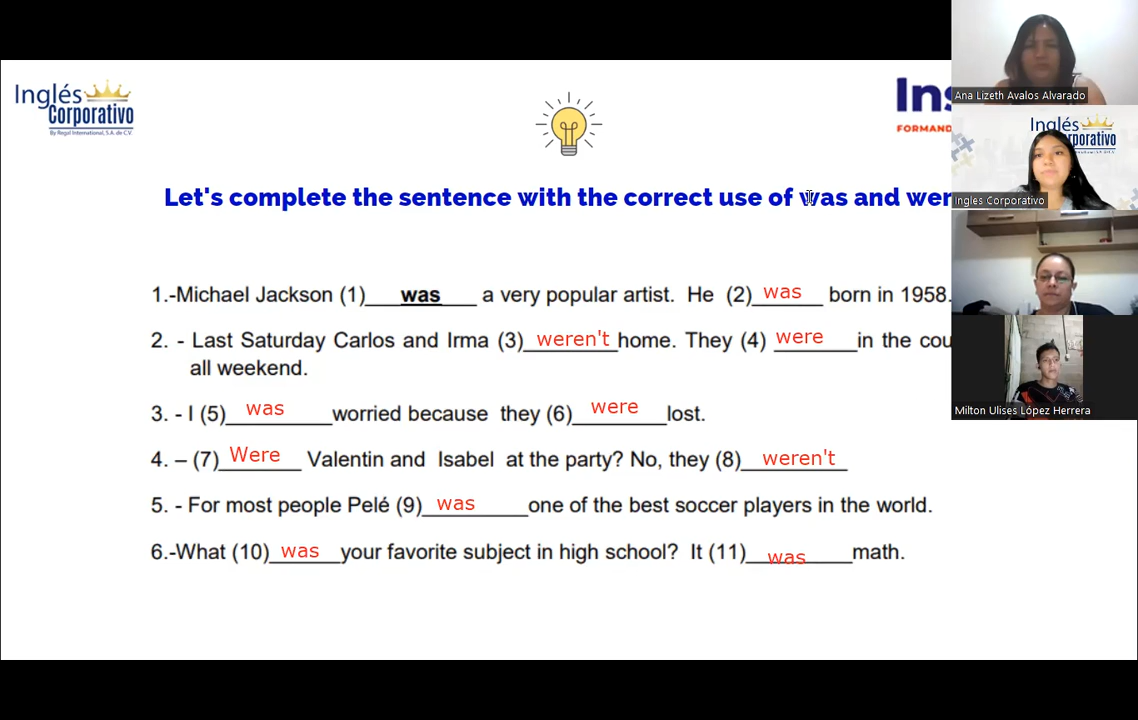 Inglés
Corporativo
By Regal International, S.A. de C.V.
Ins
FORMAND
Let's complete the sentence with the correct use of was and wer
1.-Michael Jackson (1)____was____ a very popular artist. He (2) was born in 1958.
2. - Last Saturday Carlos and Irma (3) weren't home. They (4) were in the cou
all weekend.
3. - I (5) was worried because they (6) were lost.
4. – (7) Were Valentin and Isabel at the party? No, they (8) weren't
5. - For most people Pelé (9) was one of the best soccer players in the world.
6.-What (10) was your favorite subject in high school? It (11) was math.
Ana Lizeth Avalos Alvarado
Inglés
orporativo
Ingles Corporativo
Milton Ulises López Herrera